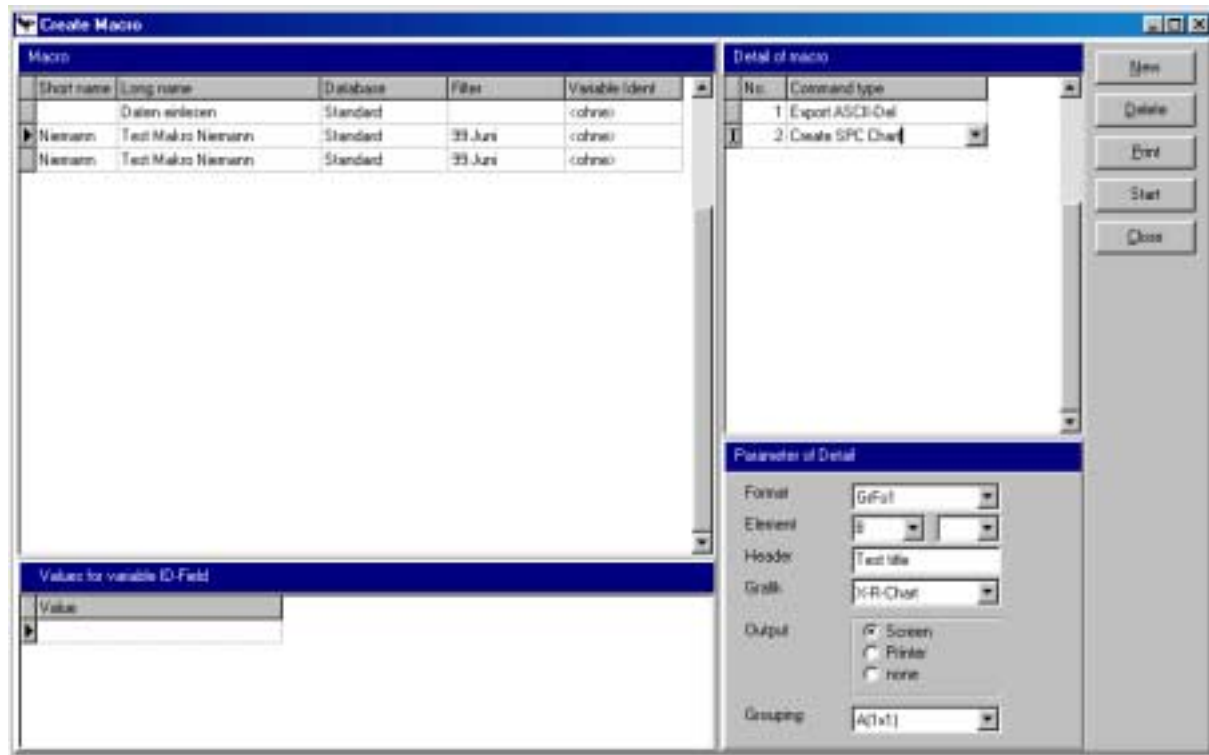 Create Macro
Macro
Short name Long name Database Filter Variable Ident
Daten einlesen Standard <ohne>
Niemann Test Makro Niemann Standard 99 Juni <ohne>
Niemann Test Makro Niemann Standard 99 Juni <ohne>
Values for variable ID-Field
Value
Detail of macro
No. Command type
1 Export ASCII-Del
2 Create SPC Chart
Parameter of Detail
Format GrFo1
Element
Header Test title
Grafik X-R-Chart
Output Screen
Printer
none
Grouping A(1x1)
New
Delete
Print
Start
Close